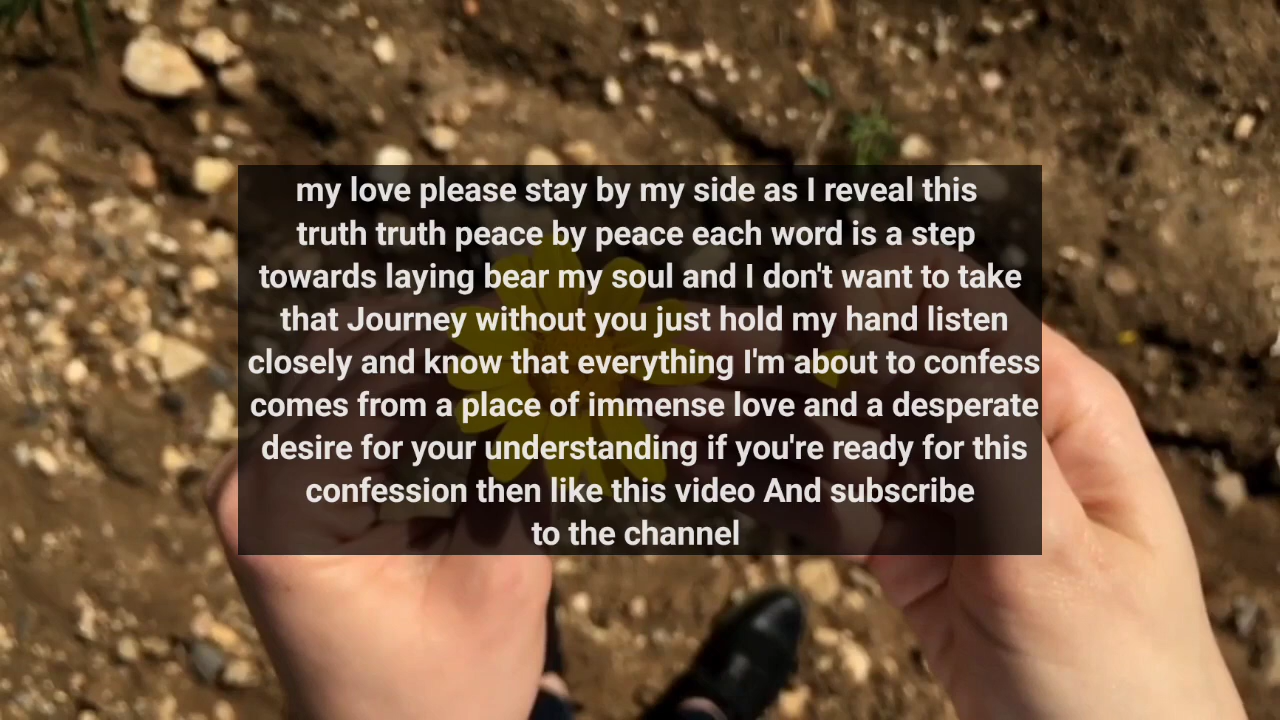 my love please stay by my side as I reveal this
truth truth peace by peace each word is a step
towards laying bear my soul and I don't want to take
that Journey without you just hold my hand listen
closely and know that everything I'm about to confess
comes from a place of immense love and a desperate
desire for your understanding if you're ready for this
confession then like this video And subscribe
to the channel